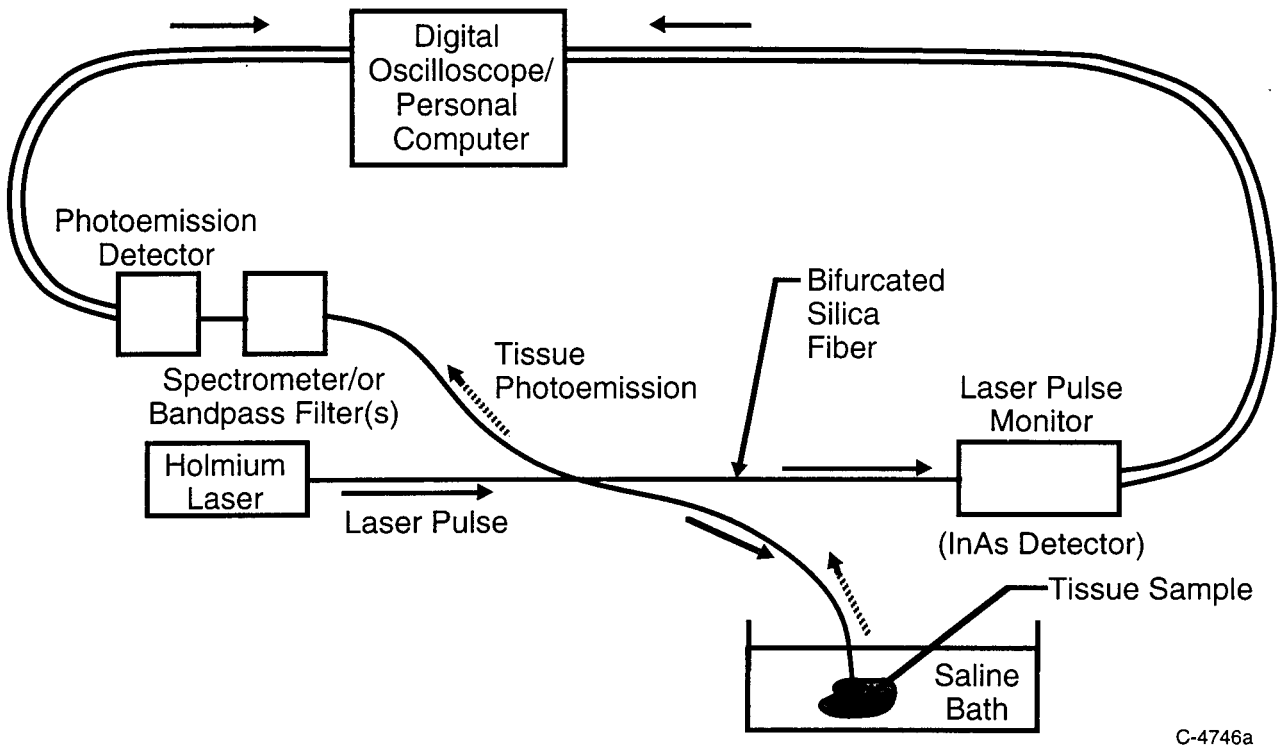 Digital
Oscilloscope/
Personal
Computer
Photoemission
Detector
Bifurcated
Silica
Fiber
Tissue
Photoemission
Spectrometer/or
Bandpass Filter(s)
Laser Pulse
Monitor
Holmium
Laser
Laser Pulse
(InAs Detector)
Tissue Sample
Saline
Bath
C-4746a